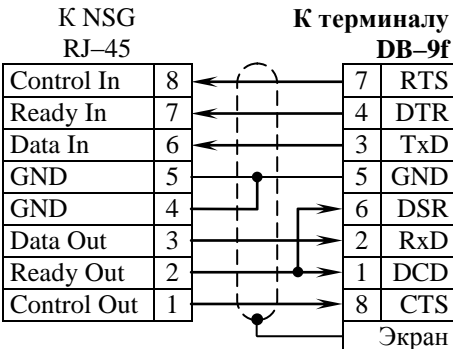 К NSG К терминалу
RJ–45 DB–9f
Control In 8 7 RTS
Ready In 7 4 DTR
Data In 6 3 TxD
GND 5 5 GND
GND 4 6 DSR
Data Out 3 2 RxD
Ready Out 2 1 DCD
Control Out 1 8 CTS
Экран